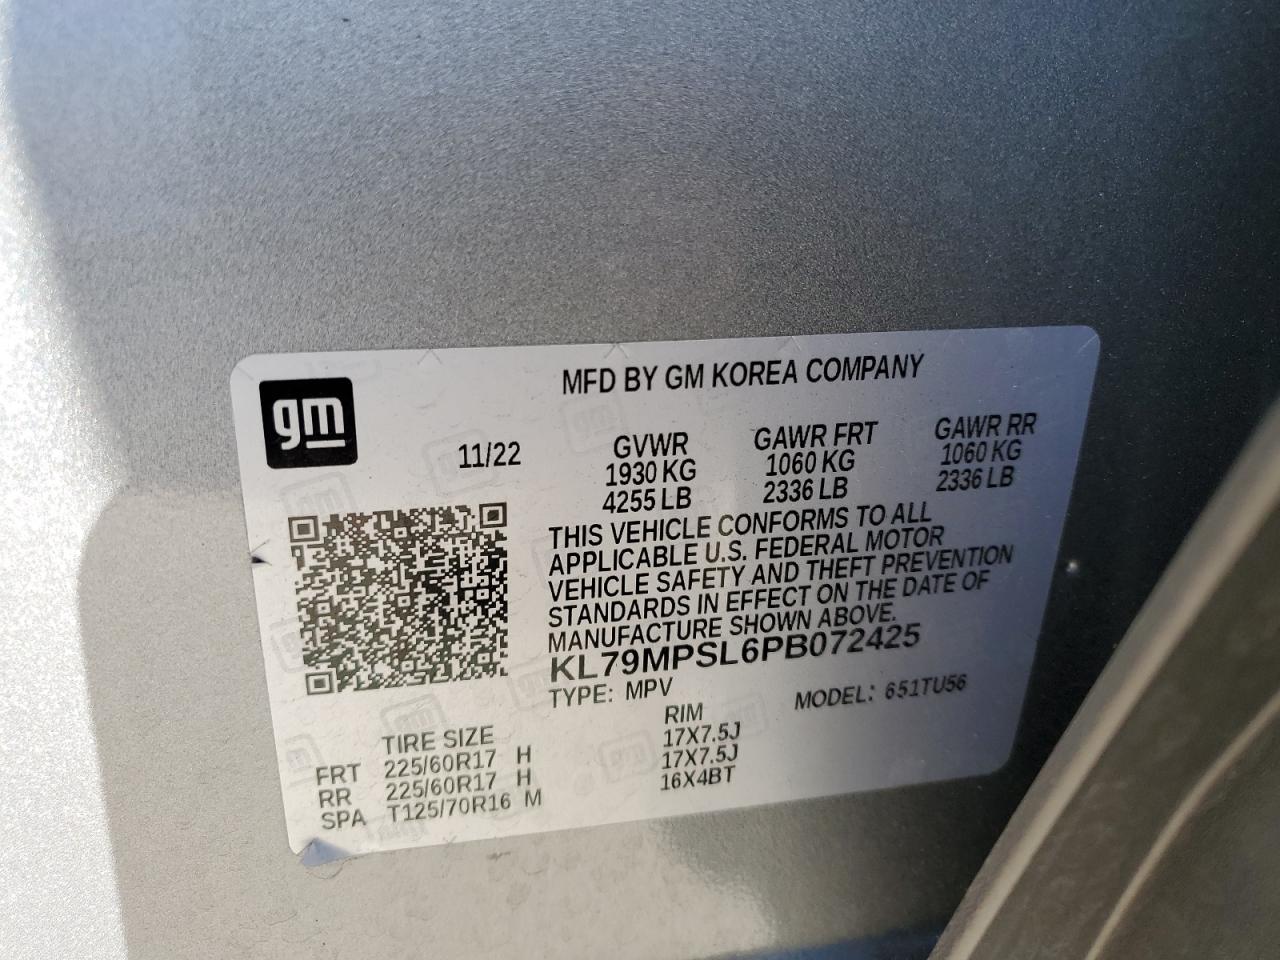 MFD BY GM KOREA COMPANY
gm
11/22 GVWR GAWR FRT GAWR RR
1930 KG 1060 KG 1060 KG
4255 LB 2336 LB 2336 LB
THIS VEHICLE CONFORMS TO ALL
APPLICABLE U.S. FEDERAL MOTOR
VEHICLE SAFETY AND THEFT PREVENTION
STANDARDS IN EFFECT ON THE DATE OF
MANUFACTURE SHOWN ABOVE.
KL79MPSL6PB072425
TYPE: MPV MODEL: 651TU56
TIRE SIZE RIM
FRT 225/60R17 H 17X7.5J
RR 225/60R17 H 17X7.5J
SPA T125/70R16 M 16X4BT